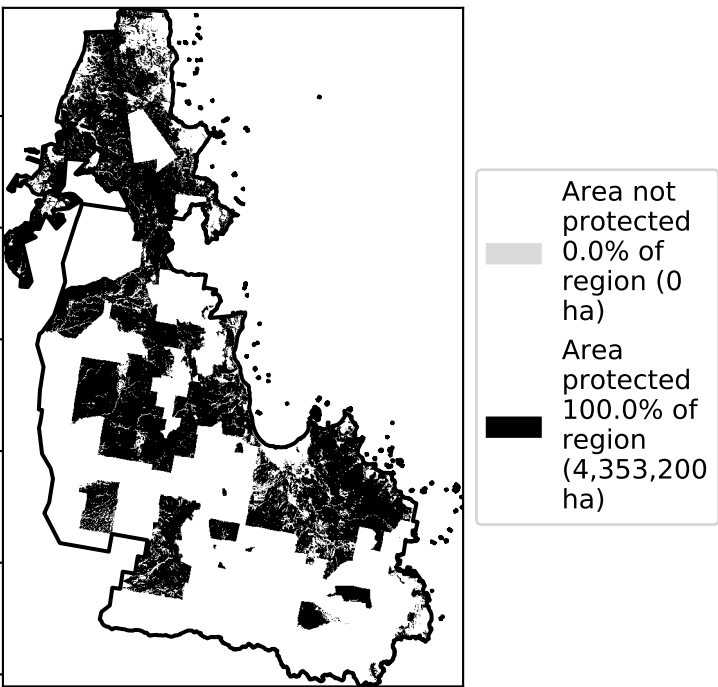 Area not
protected
0.0% of
region (0
ha)
Area
protected
100.0% of
region
(4,353,200
ha)